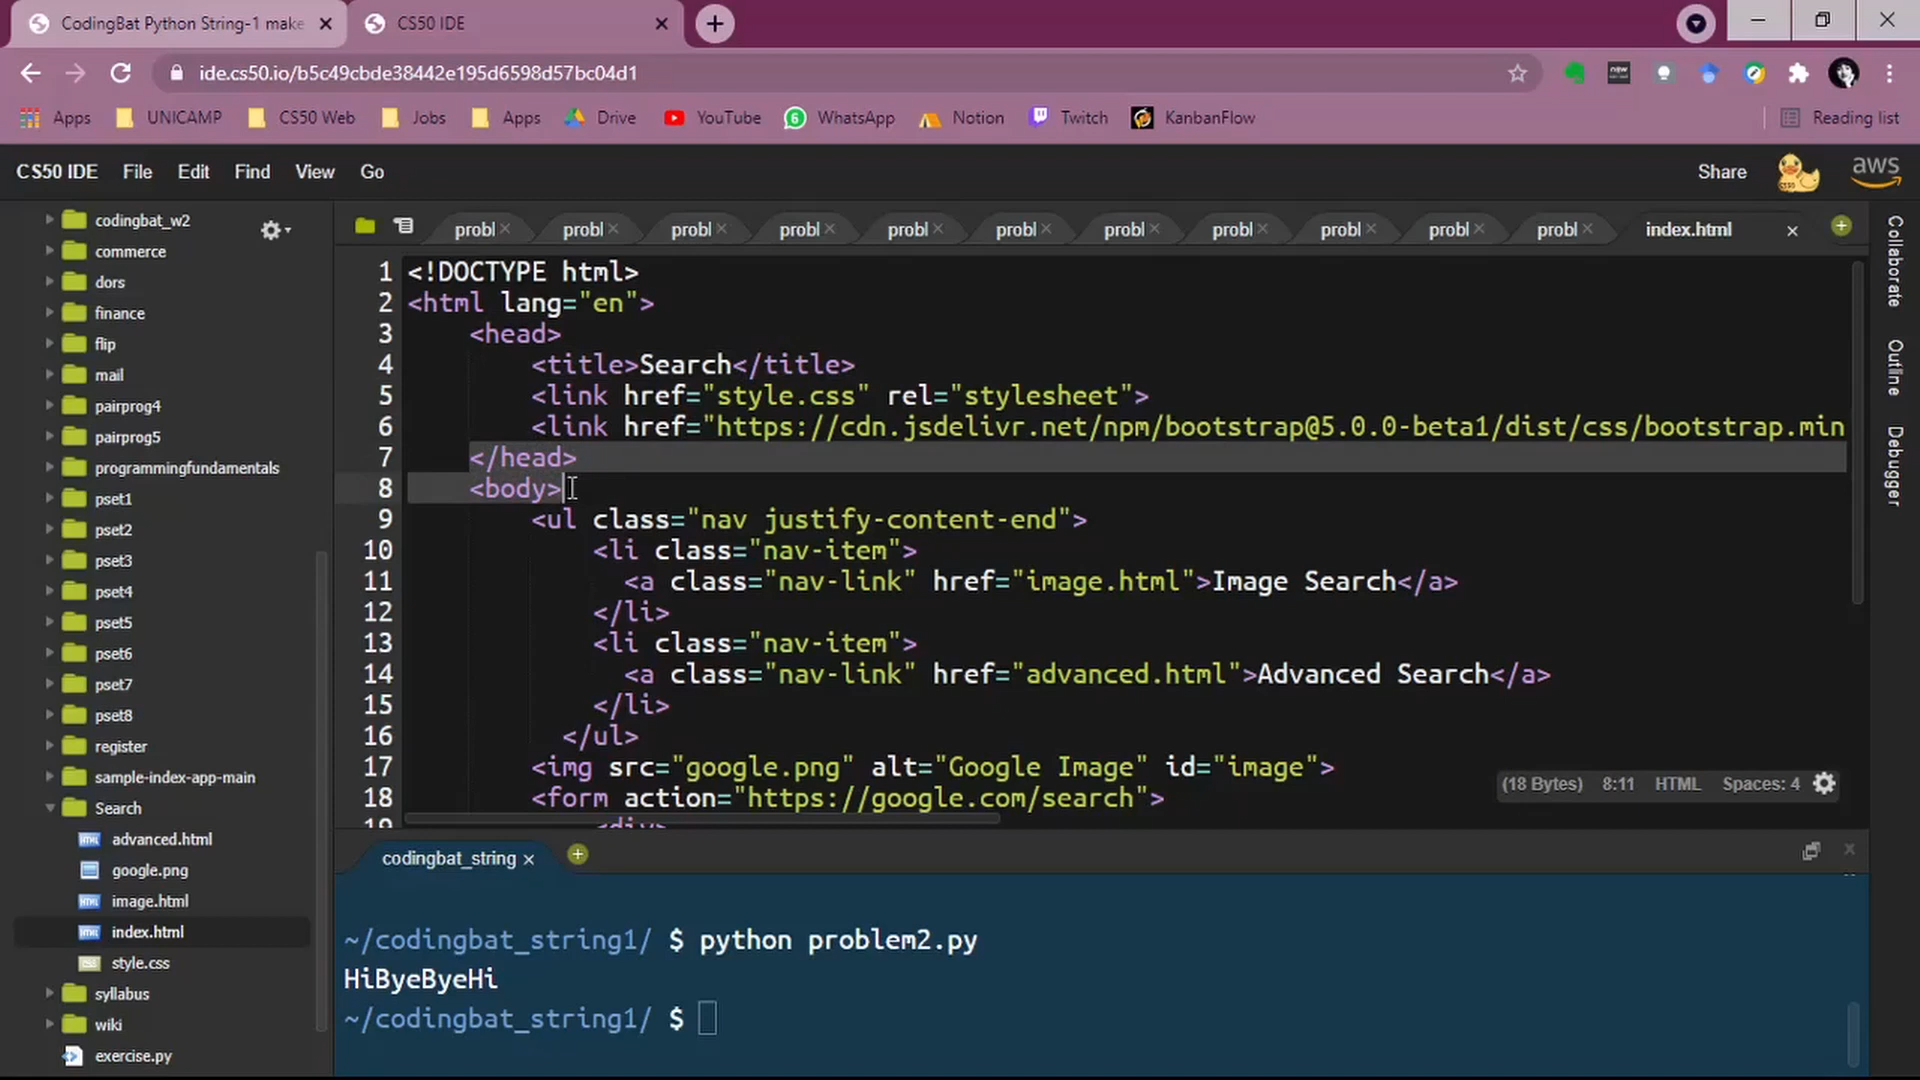 CodingBat Python String-1 make
CS50 IDE
ide.cs50.io/b5c49cbde38442e195d6598d57bc04d1
Apps UNICAMP CS50 Web Jobs Apps Drive YouTube WhatsApp Notion Twitch KanbanFlow Reading list
CS50 IDE File Edit Find View Go Share aws
probl probl probl probl probl probl probl probl probl probl probl index.html
codingbat_w2
commerce
dors
finance
flip
mail
pairprog4
pairprog5
programmingfundamentals
pset1
pset2
pset3
pset4
pset5
pset6
pset7
pset8
register
sample-index-app-main
Search
advanced.html
google.png
image.html
index.html
style.css
syllabus
wiki
exercise.py
1 <!DOCTYPE html>
2 <html lang="en">
3 <head>
4 <title>Search</title>
5 <link href="style.css" rel="stylesheet">
6 <link href="https://cdn.jsdelivr.net/npm/bootstrap@5.0.0-beta1/dist/css/bootstrap.min
7 </head>
8 <body>
9 <ul class="nav justify-content-end">
10 <li class="nav-item">
11 <a class="nav-link" href="image.html">Image Search</a>
12 </li>
13 <li class="nav-item">
14 <a class="nav-link" href="advanced.html">Advanced Search</a>
15 </li>
16 </ul>
17 <img src="google.png" alt="Google Image" id="image">
18 <form action="https://google.com/search">
19 <div>
(18 Bytes) 8:11 HTML Spaces: 4
Collaborate
Outline
Debugger
codingbat_string
~/codingbat_string1/ $ python problem2.py
HiByeByeHi
~/codingbat_string1/ $